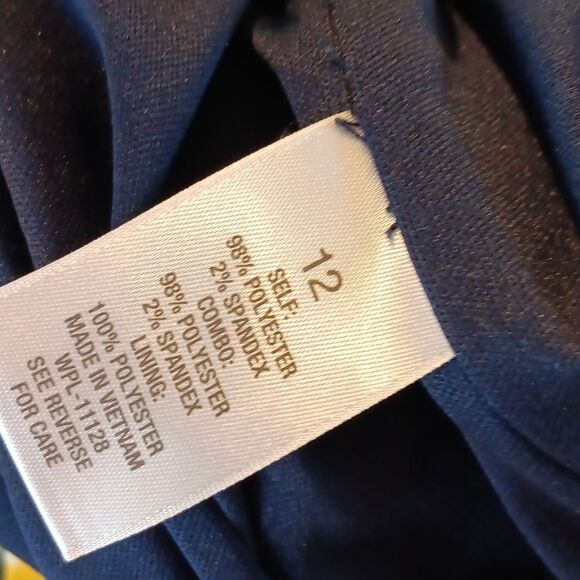 12
SELF:
98% POLYESTER
2% SPANDEX
COMBO:
98% POLYESTER
2% SPANDEX
LINING:
100% POLYESTER
MADE IN VIETNAM
WPL-11128
SEE REVERSE
FOR CARE